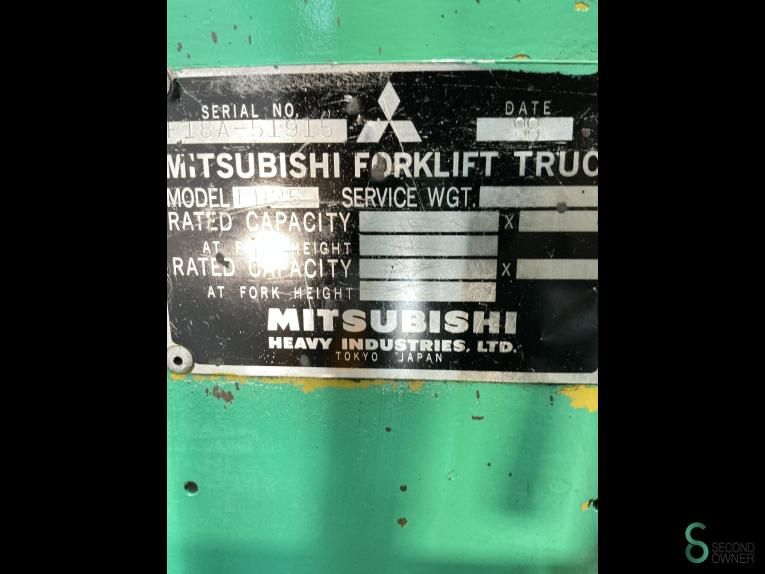 SERIAL NO. DATE
F18A-51915 88
MITSUBISHI FORKLIFT TRUC
MODEL SERVICE WGT.
RATED CAPACITY X
AT FORK HEIGHT
RATED CAPACITY X
AT FORK HEIGHT
MITSUBISHI
HEAVY INDUSTRIES, LTD.
TOKYO JAPAN
SECOND
OWNER